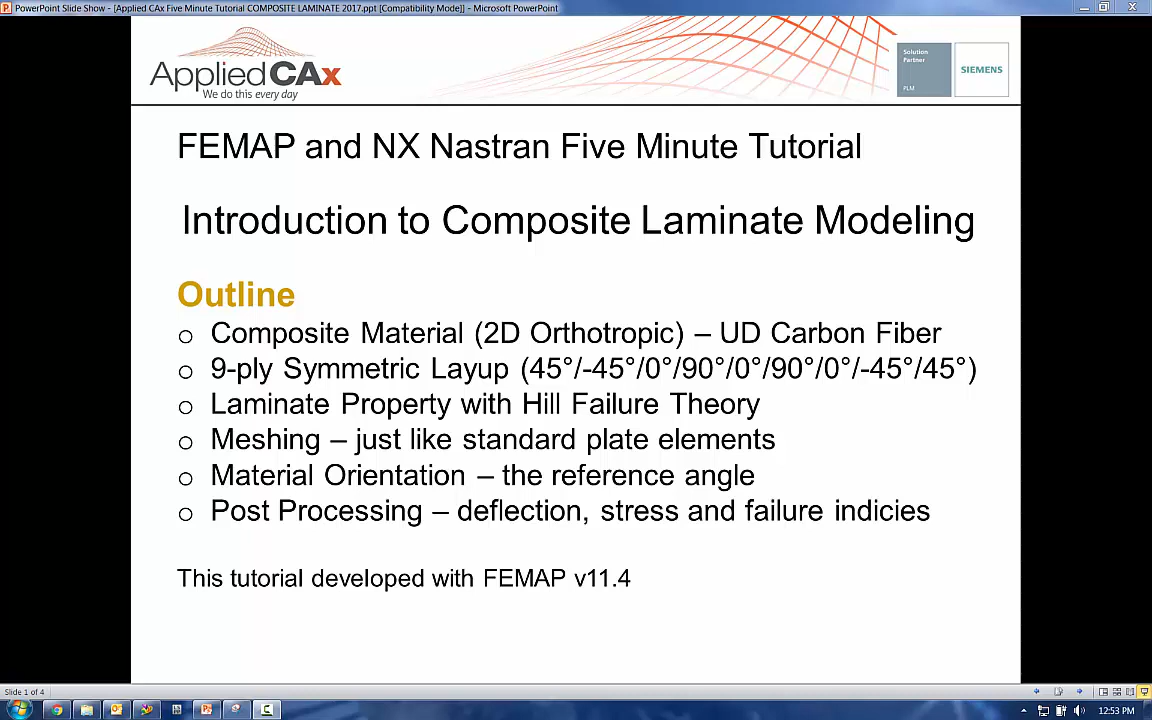 PowerPoint Slide Show - [Applied CAx Five Minute Tutorial COMPOSITE LAMINATE 2017.ppt [Compatibility Mode]] - Microsoft PowerPoint
AppliedCAx
We do this every day
Solution
Partner
PLM
SIEMENS
FEMAP and NX Nastran Five Minute Tutorial
Introduction to Composite Laminate Modeling
Outline
o Composite Material (2D Orthotropic) – UD Carbon Fiber
o 9-ply Symmetric Layup (45°/-45°/0°/90°/0°/90°/0°/-45°/45°)
o Laminate Property with Hill Failure Theory
o Meshing – just like standard plate elements
o Material Orientation – the reference angle
o Post Processing – deflection, stress and failure indicies
This tutorial developed with FEMAP v11.4
Slide 1 of 4
12:53 PM